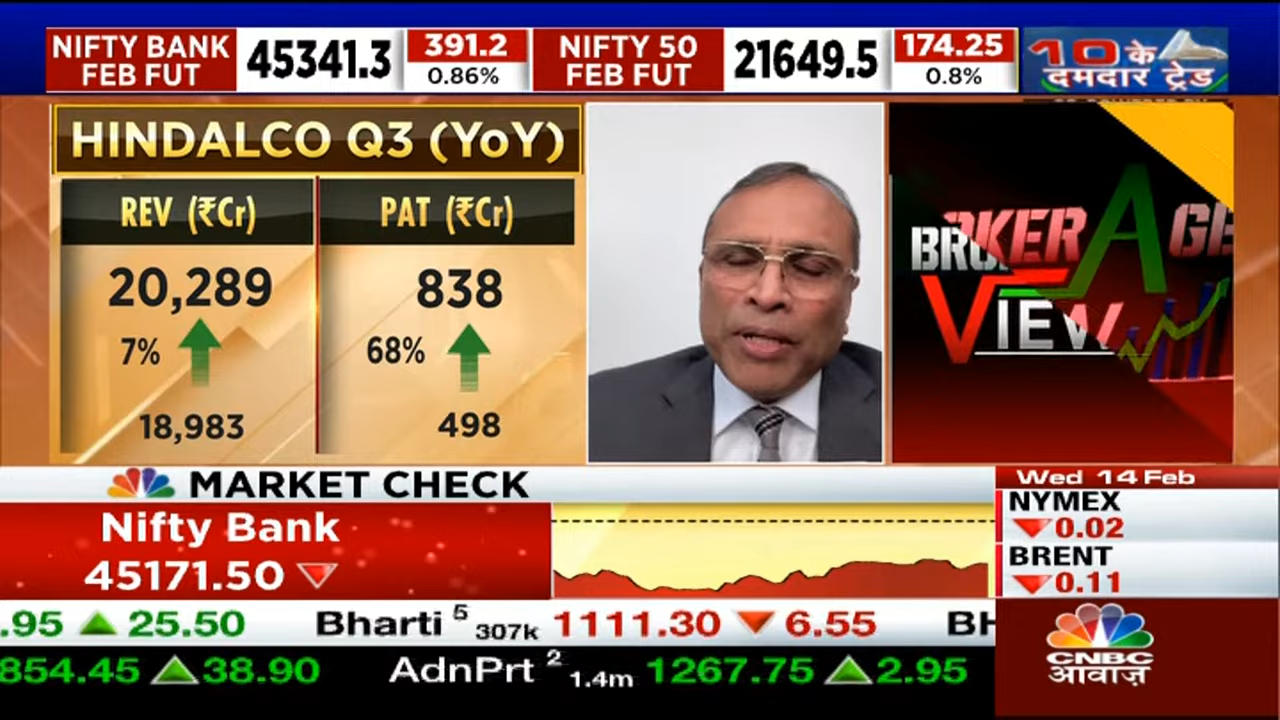 NIFTY BANK
FEB FUT
45341.3
391.2
0.86%
NIFTY 50
FEB FUT
21649.5
174.25
0.8%
10 के
दमदार ट्रेड
HINDALCO Q3 (YoY)
REV (₹Cr)
PAT (₹Cr)
20,289
838
7%
68%
18,983
498
BROKERAGE
VIEW
MARKET CHECK
Nifty Bank
45171.50
Wed 14 Feb
NYMEX
0.02
BRENT
0.11
.95 25.50 Bharti 5 307k 1111.30 6.55 BH
854.45 38.90 AdnPrt 2 1.4m 1267.75 2.95
CNBC
आवाज़